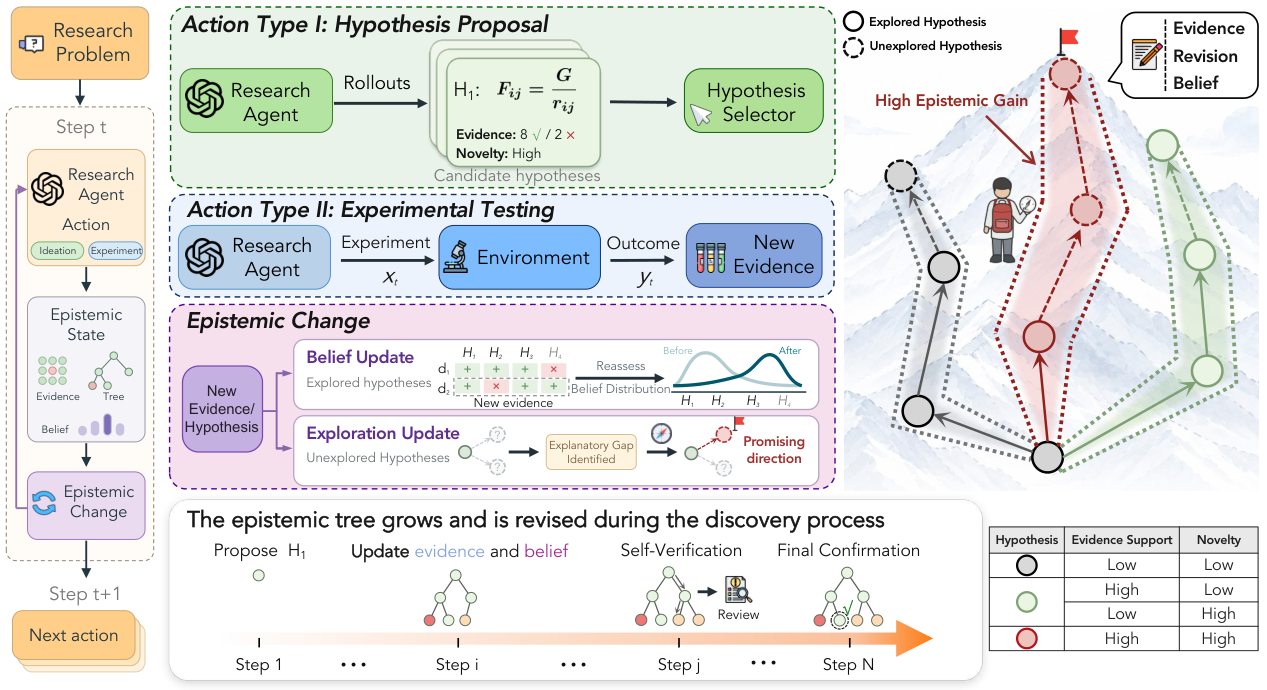 Research
Problem
Step t
Research
Agent
Action
Ideation
Experiment
Epistemic
State
Evidence
Tree
Belief
Epistemic
Change
Step t+1
Next action
Action Type I: Hypothesis Proposal
Research
Agent
Rollouts
H₁: Fᵢⱼ = G / rᵢⱼ
Evidence: 8 √ / 2 ×
Novelty: High
Candidate hypotheses
Hypothesis
Selector
Action Type II: Experimental Testing
Research
Agent
Experiment
xₜ
Environment
Outcome
yₜ
New
Evidence
Epistemic Change
New
Evidence/
Hypothesis
Belief Update
Explored hypotheses
H₁ H₂ H₃ H₄
d₁ + + + ×
d₂ + × + +
New evidence
Reassess
Belief Distribution
Before
After
H₁ H₂ H₃ H₄
Exploration Update
Unexplored Hypotheses
?
?
Explanatory Gap
Identified
?
?
Promising
direction
Explored Hypothesis
Unexplored Hypothesis
Evidence
Revision
Belief
High Epistemic Gain
The epistemic tree grows and is revised during the discovery process
Propose H₁
Update evidence and belief
Self-Verification
Final Confirmation
Review
√
Step 1
•••
Step i
•••
Step j
•••
Step N
Hypothesis Evidence Support Novelty
Low Low
High Low
Low High
High High